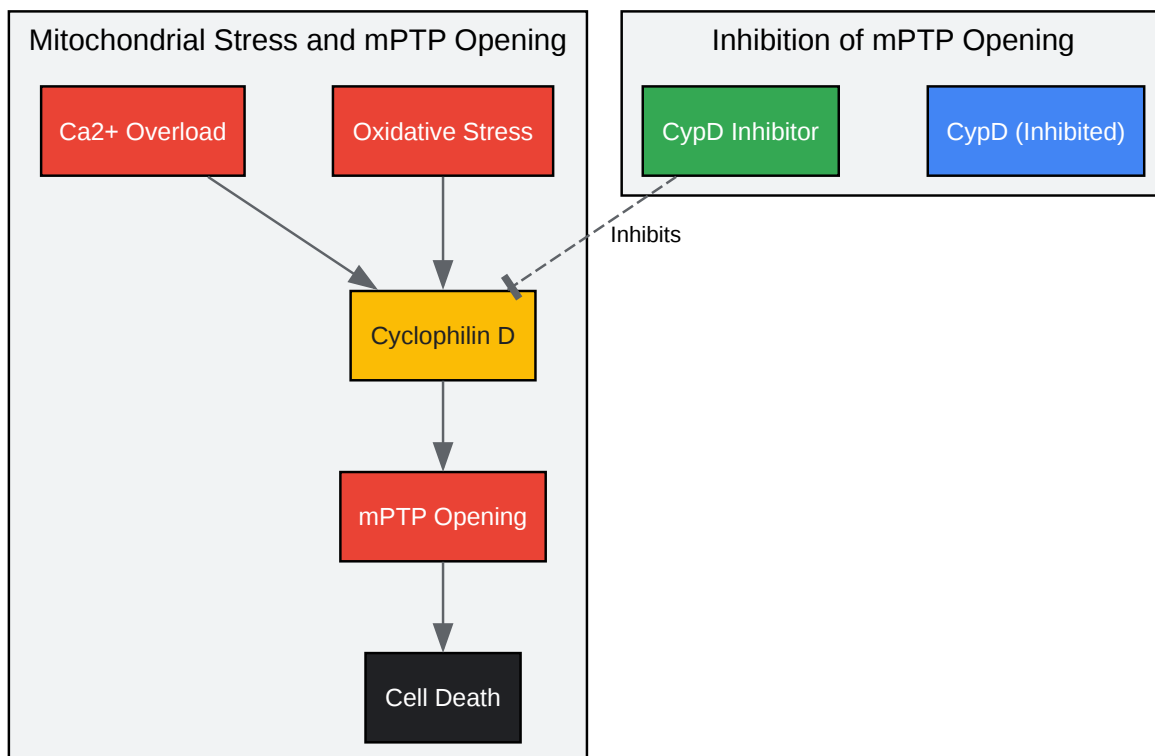 Mitochondrial Stress and mPTP Opening
Inhibition of mPTP Opening
Ca2+ Overload
Oxidative Stress
CypD Inhibitor
CypD (Inhibited)
Inhibits
Cyclophilin D
mPTP Opening
Cell Death